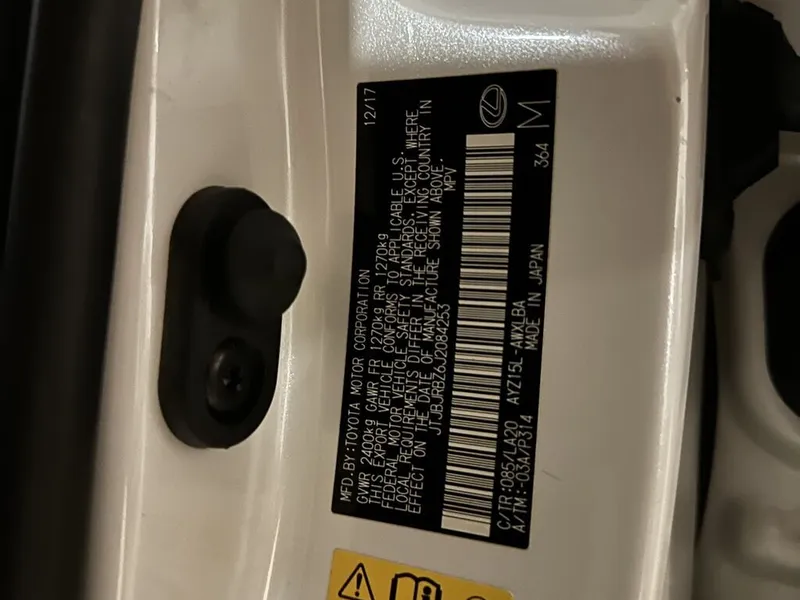 MFD.BY:TOYOTA MOTOR CORPORATION 12/17
GVWR 2400kg GAWR FR 1270kg RR 1270kg
THIS EXPORT VEHICLE CONFORMS TO APPLICABLE U.S.
FEDERAL MOTOR VEHICLE SAFETY STANDARDS, EXCEPT WHERE
LOCAL REQUIREMENTS DIFFER IN THE RECEIVING COUNTRY IN
EFFECT ON THE DATE OF MANUFACTURE SHOWN ABOVE.
JTJBJRBZ6J2084253 MPV
C/TR:085/LA20 AYZ15L-AWXLBA 364 M
A/TM:-03A/P314 MADE IN JAPAN